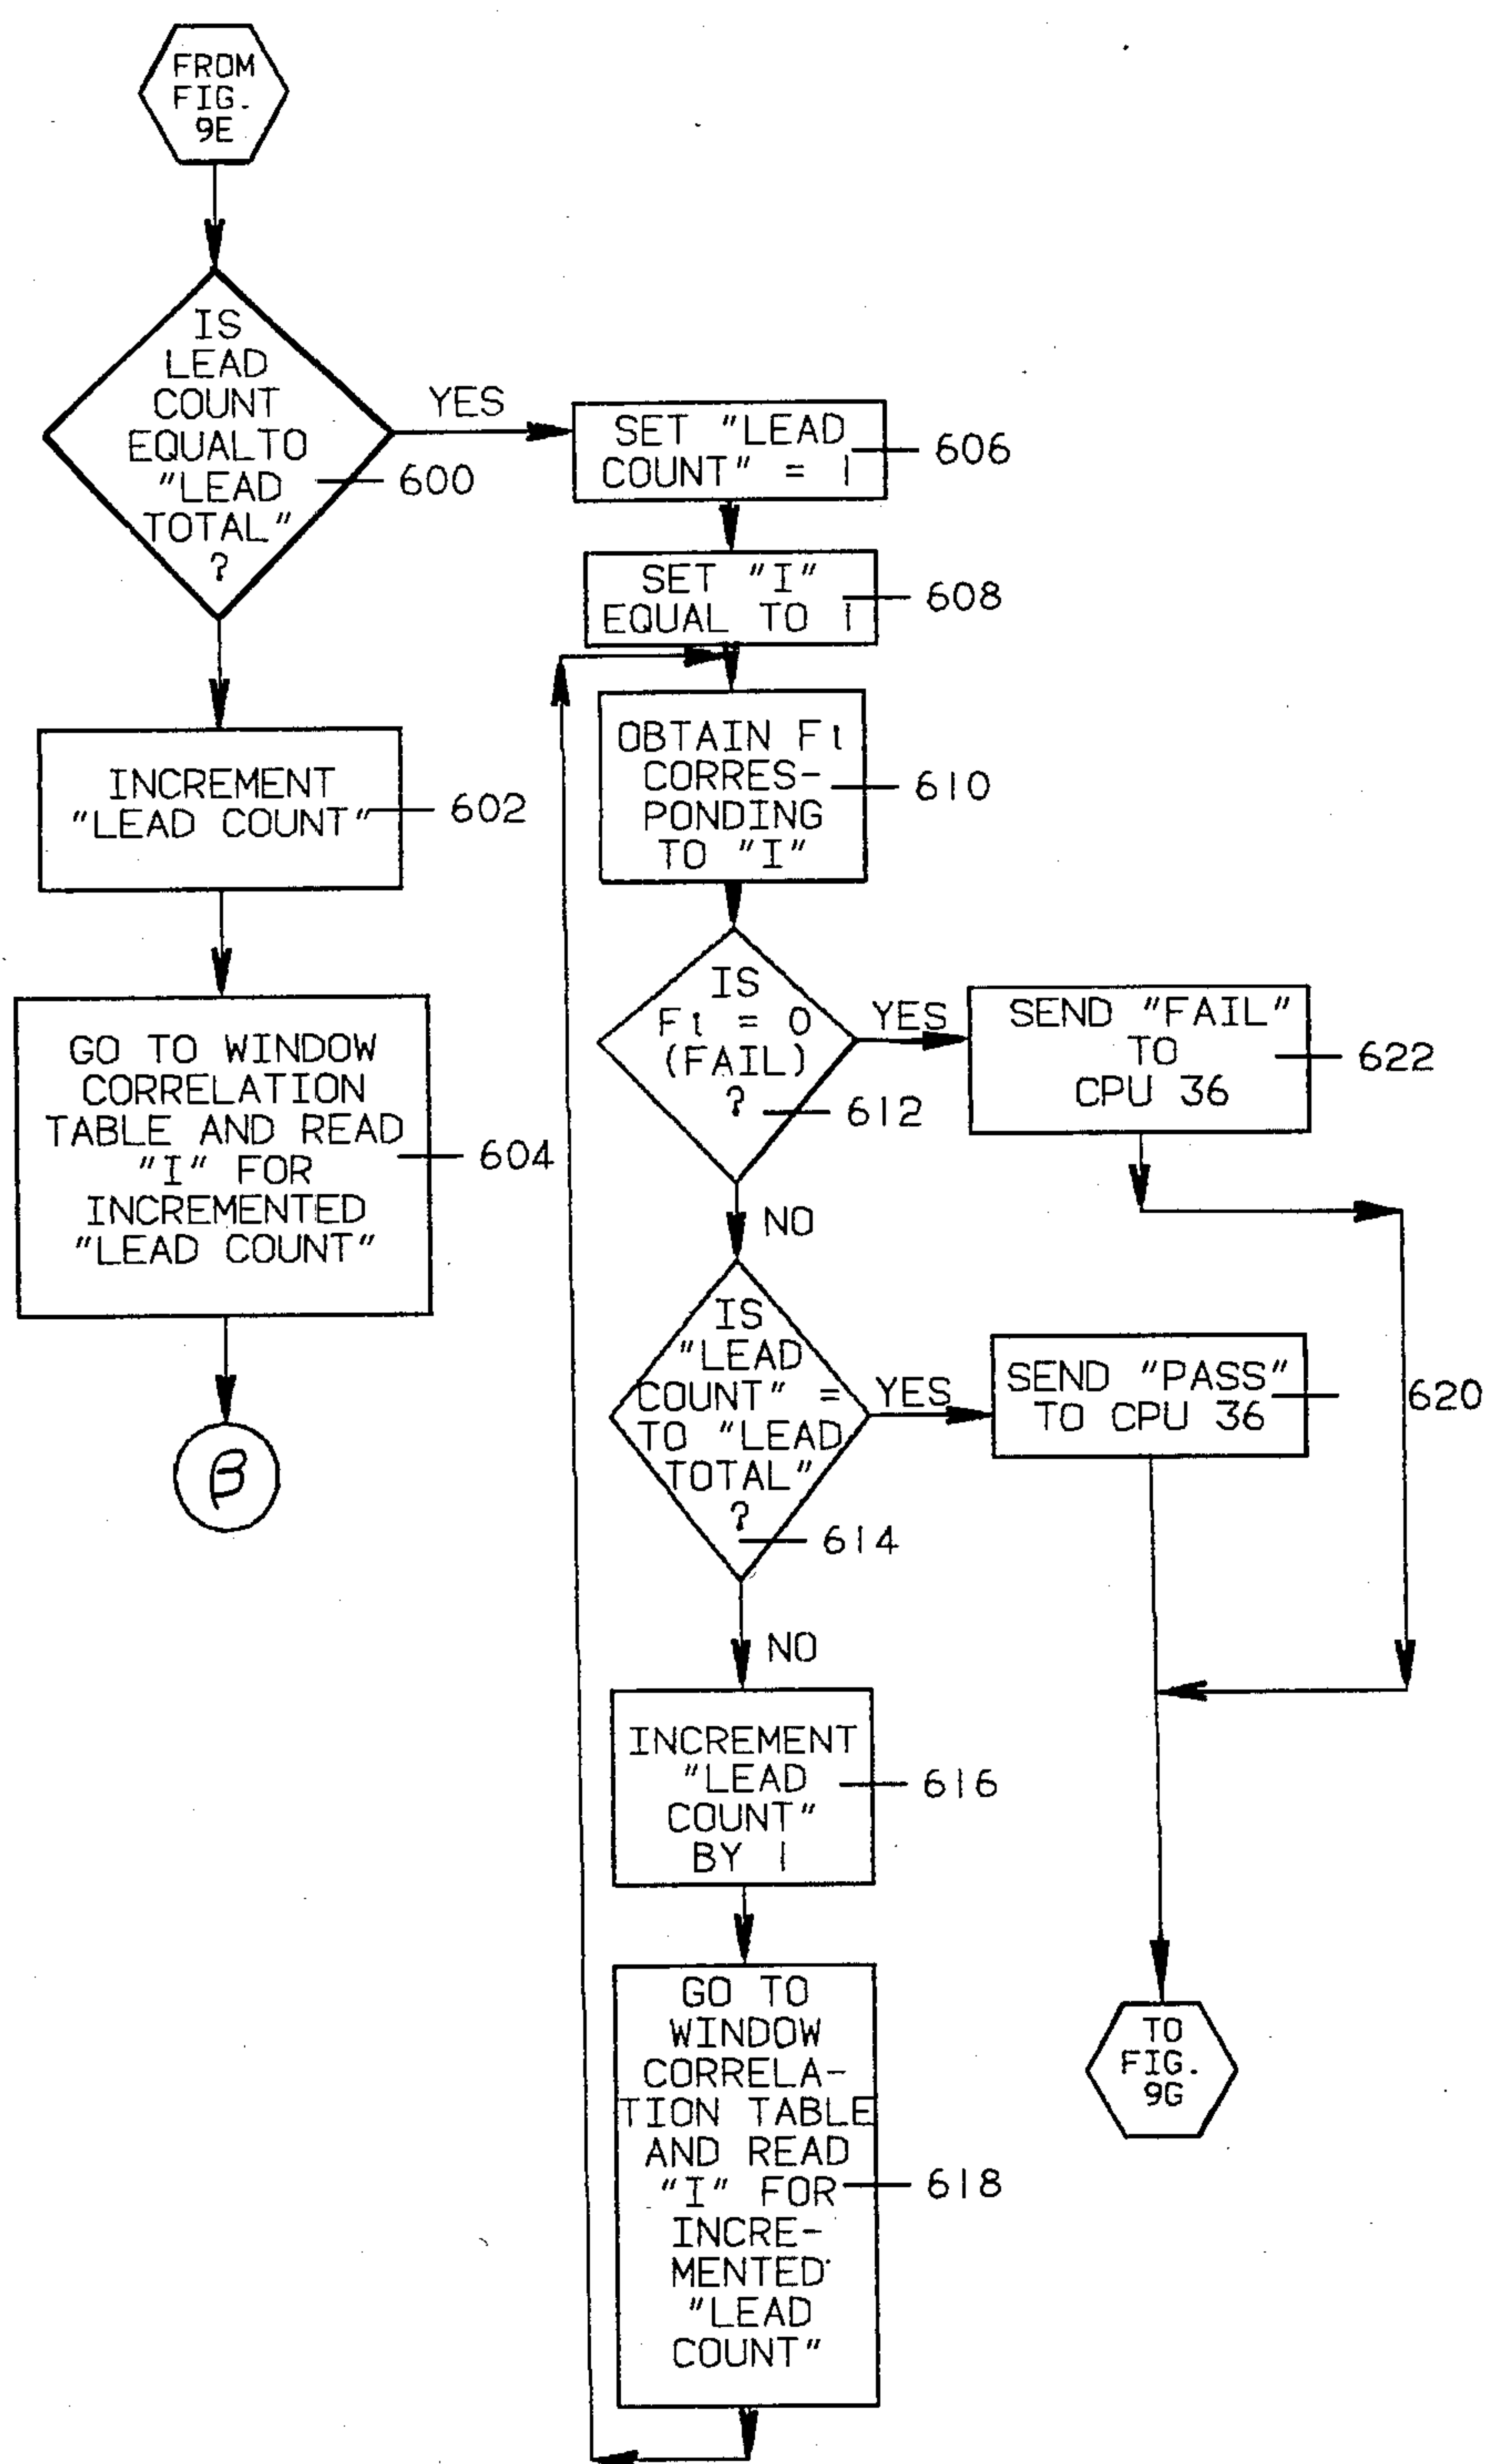 FROM
FIG.
9E
IS
LEAD
COUNT
EQUALTO
"LEAD
TOTAL"
?
600
YES
INCREMENT
"LEAD COUNT"
602
GO TO WINDOW
CORRELATION
TABLE AND READ
"I" FOR
INCREMENTED
"LEAD COUNT"
604
β
SET "LEAD
COUNT" = 1
606
SET "I"
EQUAL TO 1
608
OBTAIN Fi
CORRES-
PONDING
TO "I"
610
IS
Fi = 0
(FAIL)
?
612
YES
SEND "FAIL"
TO
CPU 36
622
NO
IS
"LEAD
COUNT" =
TO "LEAD
TOTAL"
?
614
YES
SEND "PASS"
TO CPU 36
620
NO
INCREMENT
"LEAD
COUNT"
BY 1
616
GO TO
WINDOW
CORRELA-
TION TABLE
AND READ
"I" FOR
INCRE-
MENTED
"LEAD
COUNT"
618
TO
FIG.
9G